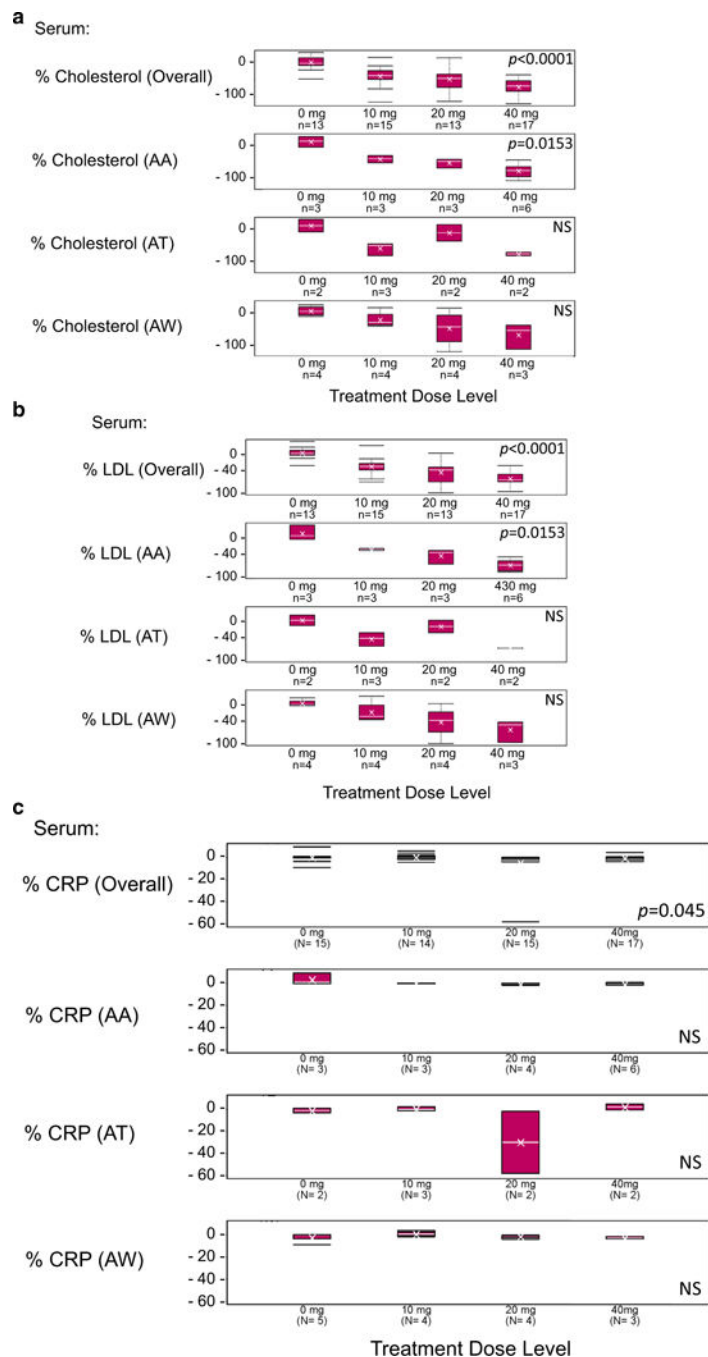 a
Serum:
% Cholesterol (Overall)
0
- 100
p<0.0001
0 mg 10 mg 20 mg 40 mg
n=13 n=15 n=13 n=17
% Cholesterol (AA)
0
- 100
p=0.0153
0 mg 10 mg 20 mg 40 mg
n=3 n=3 n=3 n=6
% Cholesterol (AT)
0
- 100
NS
0 mg 10 mg 20 mg 40 mg
n=2 n=3 n=2 n=2
% Cholesterol (AW)
0
- 100
NS
0 mg 10 mg 20 mg 40 mg
n=4 n=4 n=4 n=3
Treatment Dose Level
b
Serum:
% LDL (Overall)
0
- 40
- 100
p<0.0001
0 mg 10 mg 20 mg 40 mg
n=13 n=15 n=13 n=17
% LDL (AA)
0
- 40
- 100
p=0.0153
0 mg 10 mg 20 mg 430 mg
n=3 n=3 n=3 n=6
% LDL (AT)
0
- 40
- 100
NS
0 mg 10 mg 20 mg 40 mg
n=2 n=3 n=2 n=2
% LDL (AW)
0
- 40
- 100
NS
0 mg 10 mg 20 mg 40 mg
n=4 n=4 n=4 n=3
Treatment Dose Level
c
Serum:
% CRP (Overall)
0
- 20
- 40
- 60
p=0.045
0 mg 10 mg 20 mg 40mg
(N= 15) (N= 14) (N= 15) (N= 17)
% CRP (AA)
0
- 20
- 40
- 60
NS
0 mg 10 mg 20 mg 40mg
(N= 3) (N= 3) (N= 4) (N= 6)
% CRP (AT)
0
- 20
- 40
- 60
NS
0 mg 10 mg 20 mg 40mg
(N= 2) (N= 3) (N= 2) (N= 2)
% CRP (AW)
0
- 20
- 40
- 60
NS
0 mg 10 mg 20 mg 40mg
(N= 5) (N= 4) (N= 4) (N= 3)
Treatment Dose Level